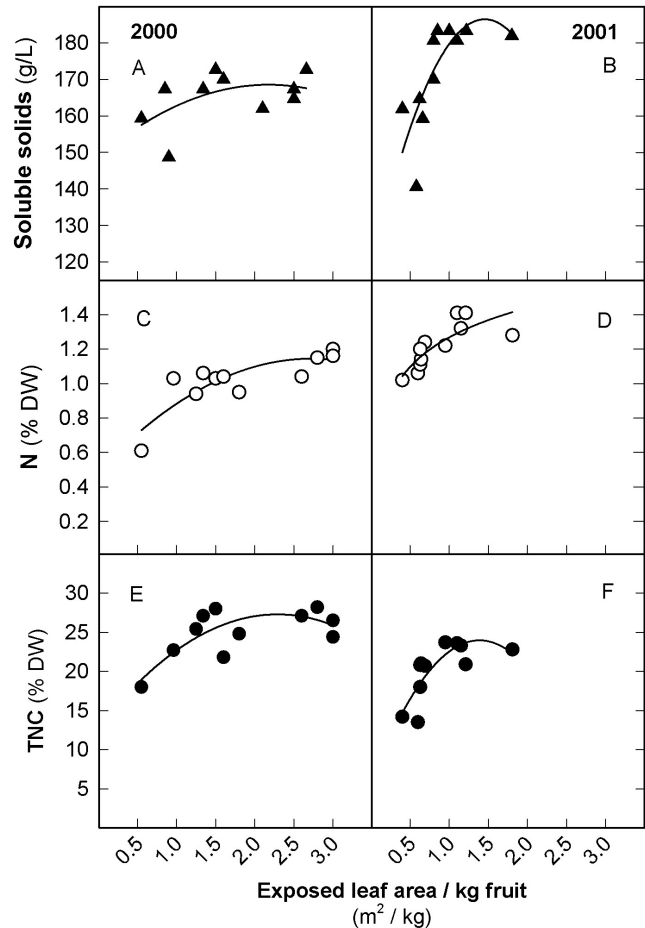 2000
2001
A
B
Soluble solids (g/L)
180
170
160
150
140
130
120
C
D
N (% DW)
1.4
1.2
1.0
0.8
0.6
0.4
0.2
E
F
TNC (% DW)
30
25
20
15
10
5
0.5 1.0 1.5 2.0 2.5 3.0 0.5 1.0 1.5 2.0 2.5 3.0
Exposed leaf area / kg fruit
(m² / kg)